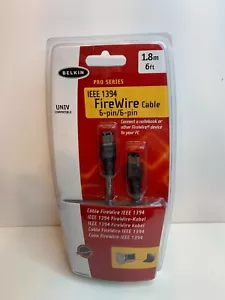 BELKIN
PRO SERIES
1.8m
6ft
IEEE 1394
FireWire Cable
6-pin/6-pin
UNIV
COMPATIBLE
Connect a notebook or
other FireWire device
to your PC
Câble FireWire IEEE 1394
IEEE 1394 FireWire-Kabel
IEEE 1394 FireWire kabel
Cable FireWire IEEE 1394
Cavo FireWire IEEE 1394